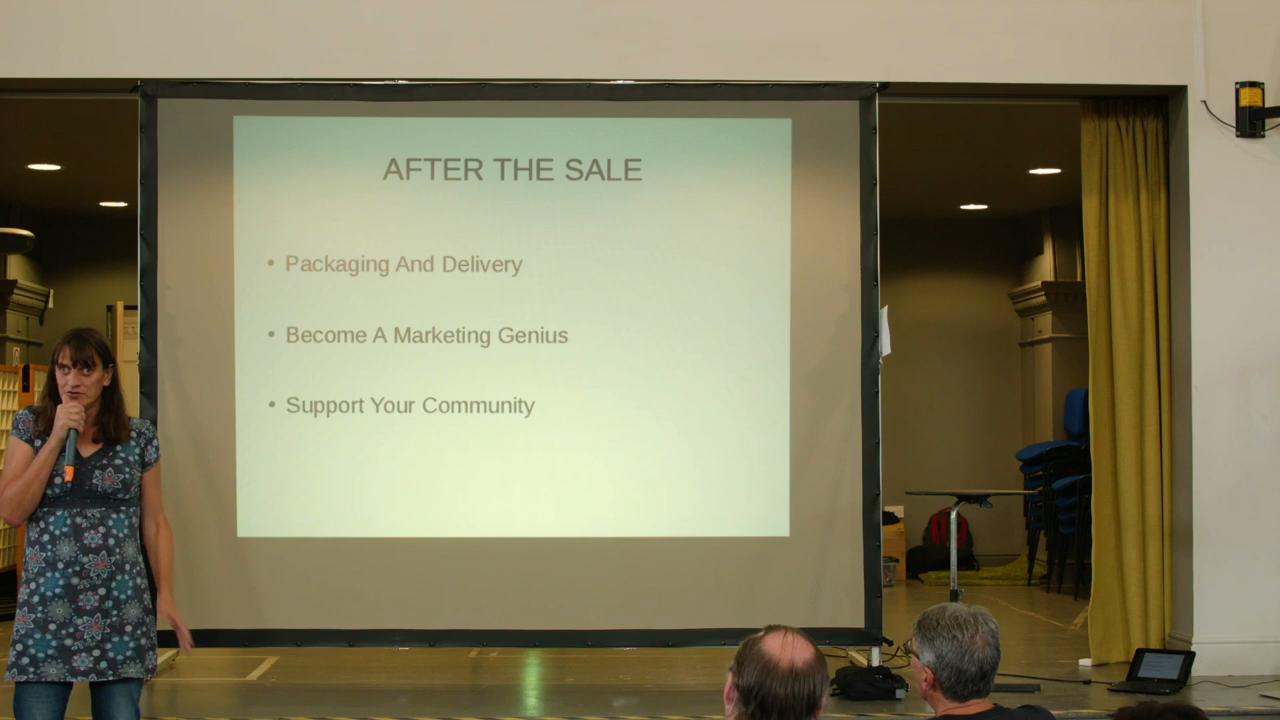 AFTER THE SALE
• Packaging And Delivery
• Become A Marketing Genius
• Support Your Community